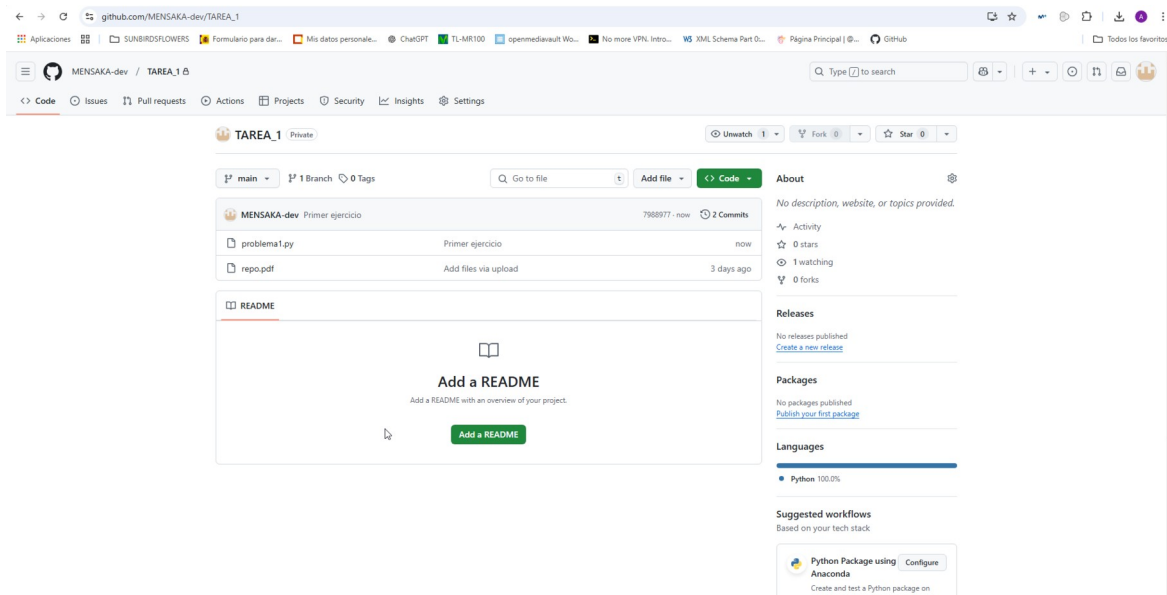 github.com/MENSAKA-dev/TAREA_1
Aplicaciones SUNBIRDSFLOWERS Formulario para dar... Mis datos personale... ChatGPT TL-MR100 openmediavault Wo... No more VPN. Intro... XML Schema Part 0:... Página Principal | @... GitHub Todos los favoritos
MENSAKA-dev / TAREA_1 Type / to search
Code Issues Pull requests Actions Projects Security Insights Settings
TAREA_1 Private Unwatch 1 Fork 0 Star 0
main 1 Branch 0 Tags Go to file t Add file Code
MENSAKA-dev Primer ejercicio 7988977 · now 2 Commits
problema1.py Primer ejercicio now
repo.pdf Add files via upload 3 days ago
README
Add a README
Add a README with an overview of your project.
Add a README
About
No description, website, or topics provided.
Activity
0 stars
1 watching
0 forks
Releases
No releases published
Create a new release
Packages
No packages published
Publish your first package
Languages
Python 100.0%
Suggested workflows
Based on your tech stack
Python Package using Anaconda Configure
Create and test a Python package on